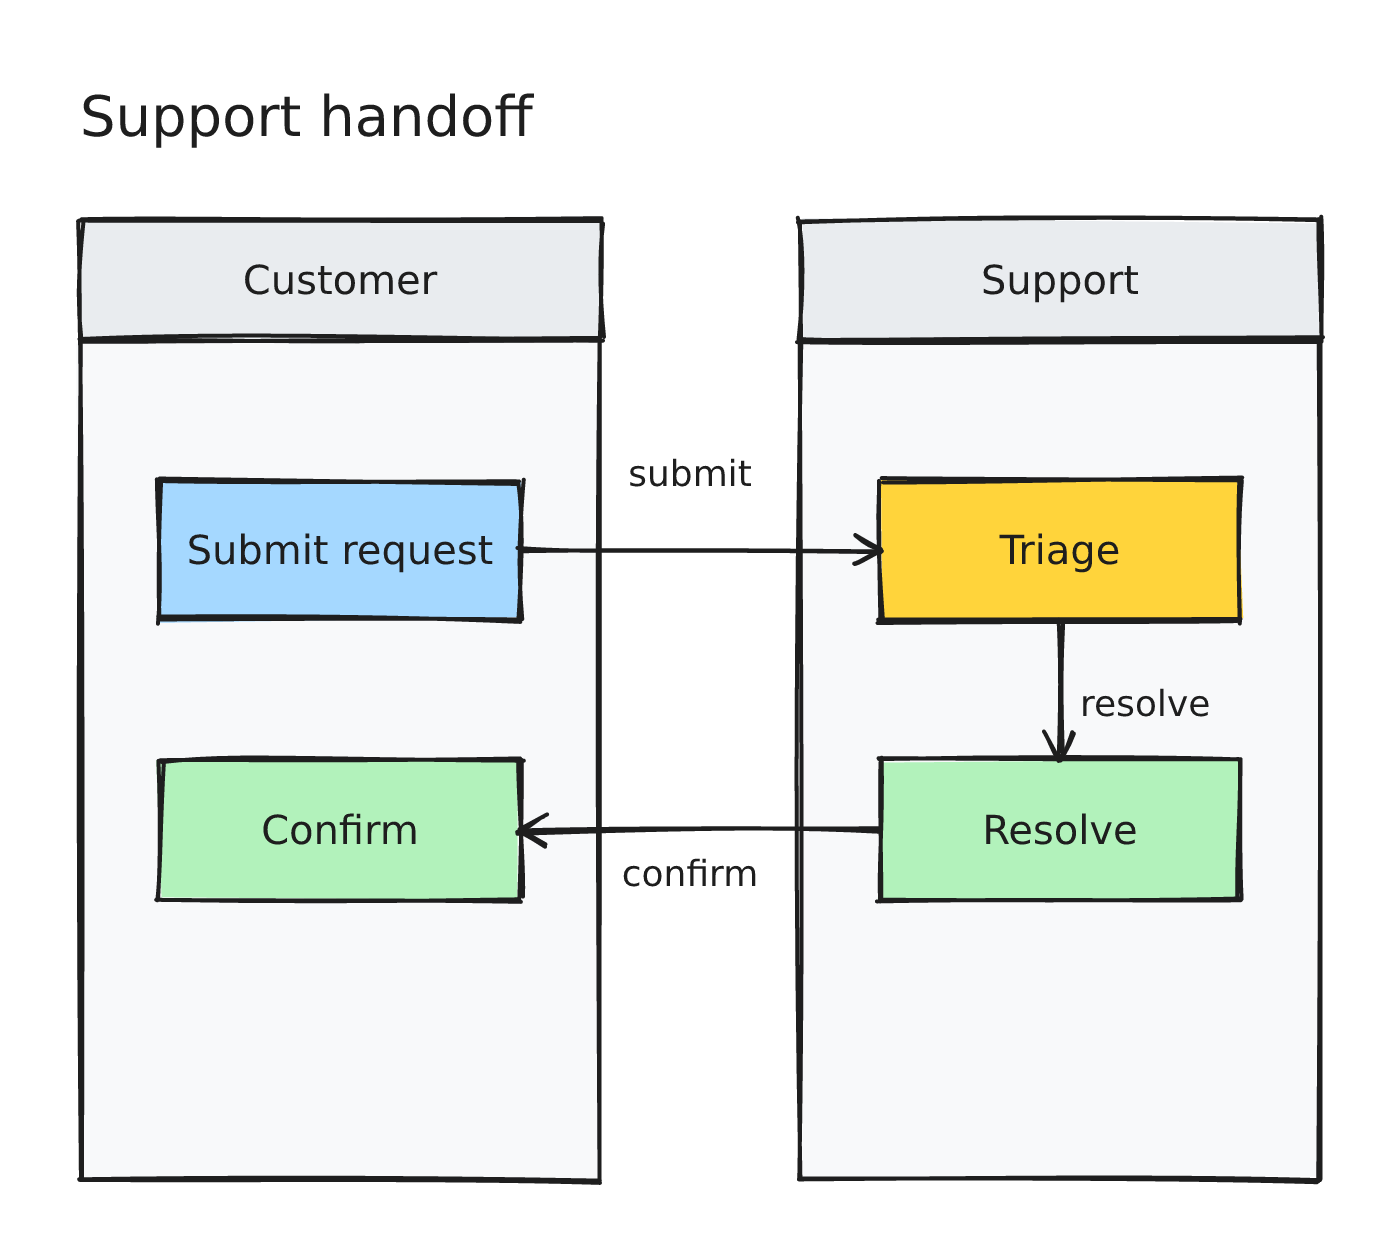 Support handoff
Customer
Support
submit
Submit request
Triage
resolve
Confirm
Resolve
confirm